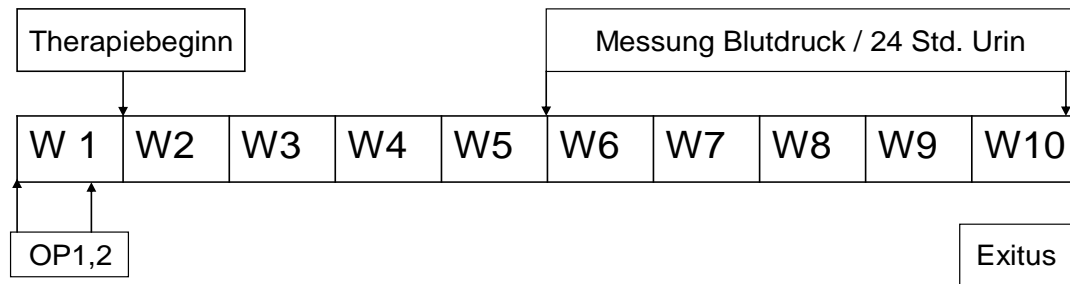 Therapiebeginn
Messung Blutdruck / 24 Std. Urin
W 1 W2 W3 W4 W5 W6 W7 W8 W9 W10
OP1,2
Exitus